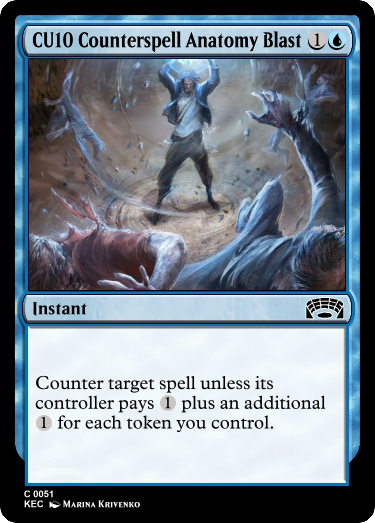 CU10 Counterspell Anatomy Blast 1
Instant
Counter target spell unless its
controller pays 1 plus an additional
1 for each token you control.
C 0051
KEC Marina Krivenko